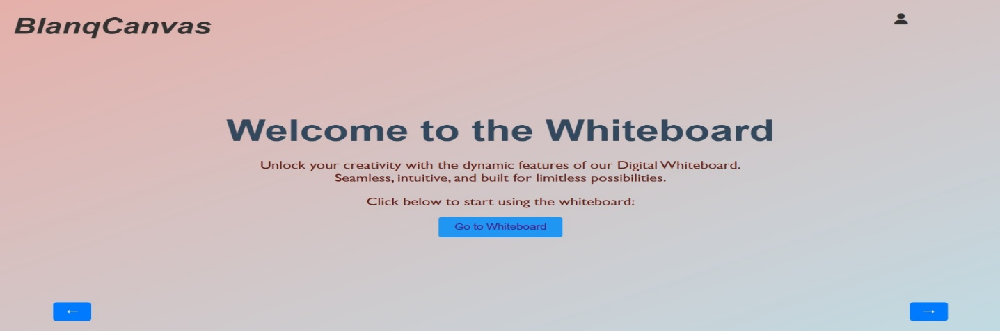 BlanqCanvas
Welcome to the Whiteboard
Unlock your creativity with the dynamic features of our Digital Whiteboard.
Seamless, intuitive, and built for limitless possibilities.
Click below to start using the whiteboard:
Go to Whiteboard
← →